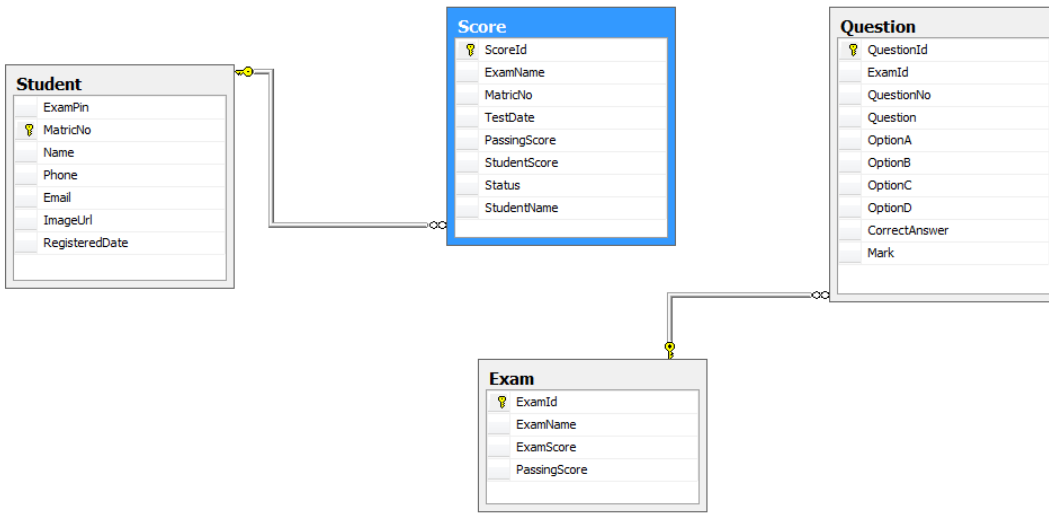 Student
ExamPin
MatricNo
Name
Phone
Email
ImageUrl
RegisteredDate
Score
ScoreId
ExamName
MatricNo
TestDate
PassingScore
StudentScore
Status
StudentName
Question
QuestionId
ExamId
QuestionNo
Question
OptionA
OptionB
OptionC
OptionD
CorrectAnswer
Mark
Exam
ExamId
ExamName
ExamScore
PassingScore